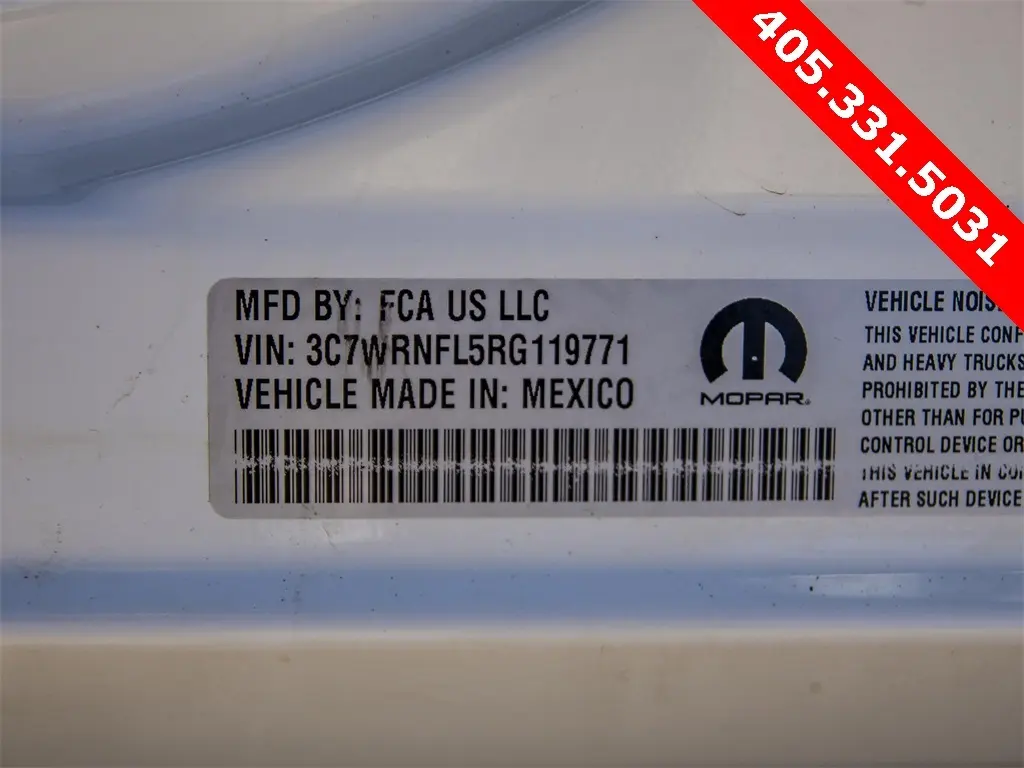 405.331.5031
MFD BY: FCA US LLC
VIN: 3C7WRNFL5RG119771
VEHICLE MADE IN: MEXICO
MOPAR
VEHICLE NOIS
THIS VEHICLE CONF
AND HEAVY TRUCKS
PROHIBITED BY THE
OTHER THAN FOR PU
CONTROL DEVICE OR
THIS VEHICLE IN CO
AFTER SUCH DEVICE